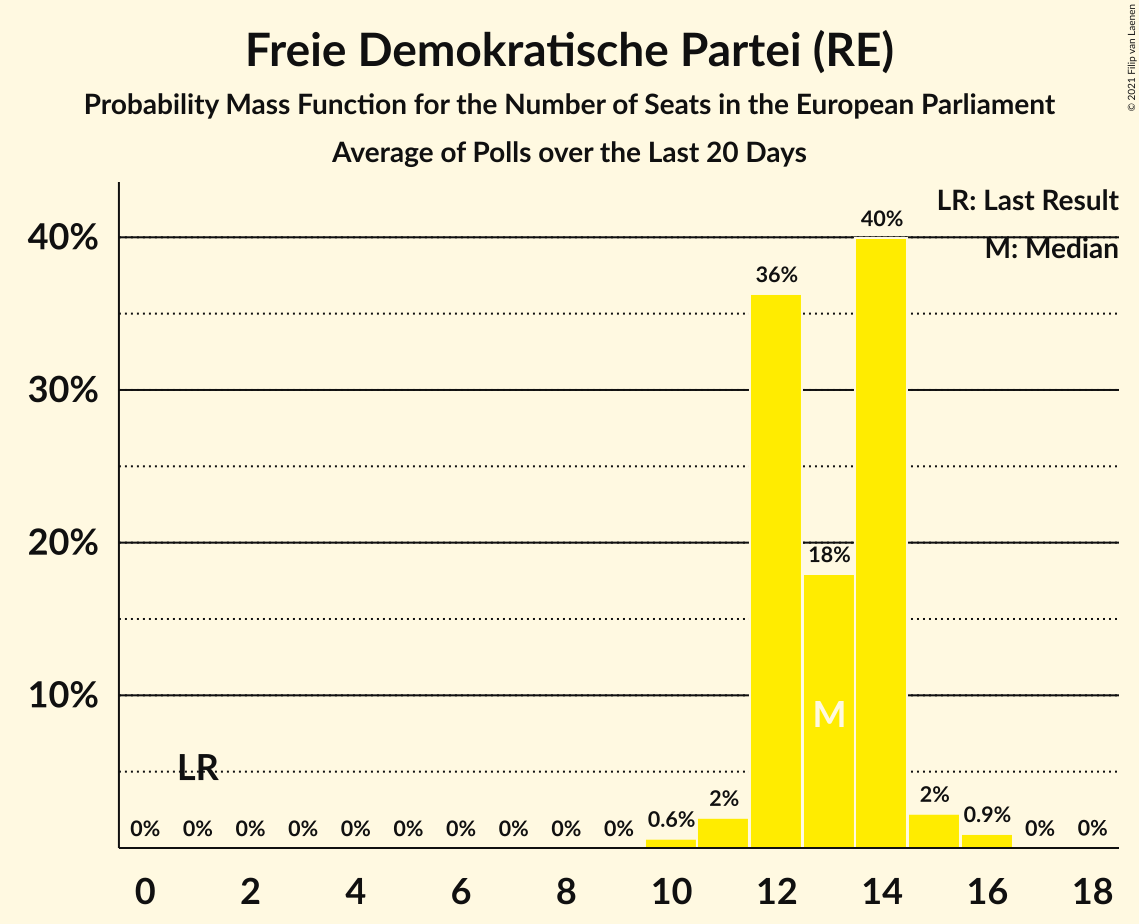 Freie Demokratische Partei (RE)
Probability Mass Function for the Number of Seats in the European Parliament
Average of Polls over the Last 20 Days
© 2021 Filip van Laenen
LR: Last Result
M: Median
40%
30%
20%
10%
LR
M
0% 0% 0% 0% 0% 0% 0% 0% 0% 0% 0.6% 2% 36% 18% 40% 2% 0.9% 0% 0%
0 2 4 6 8 10 12 14 16 18